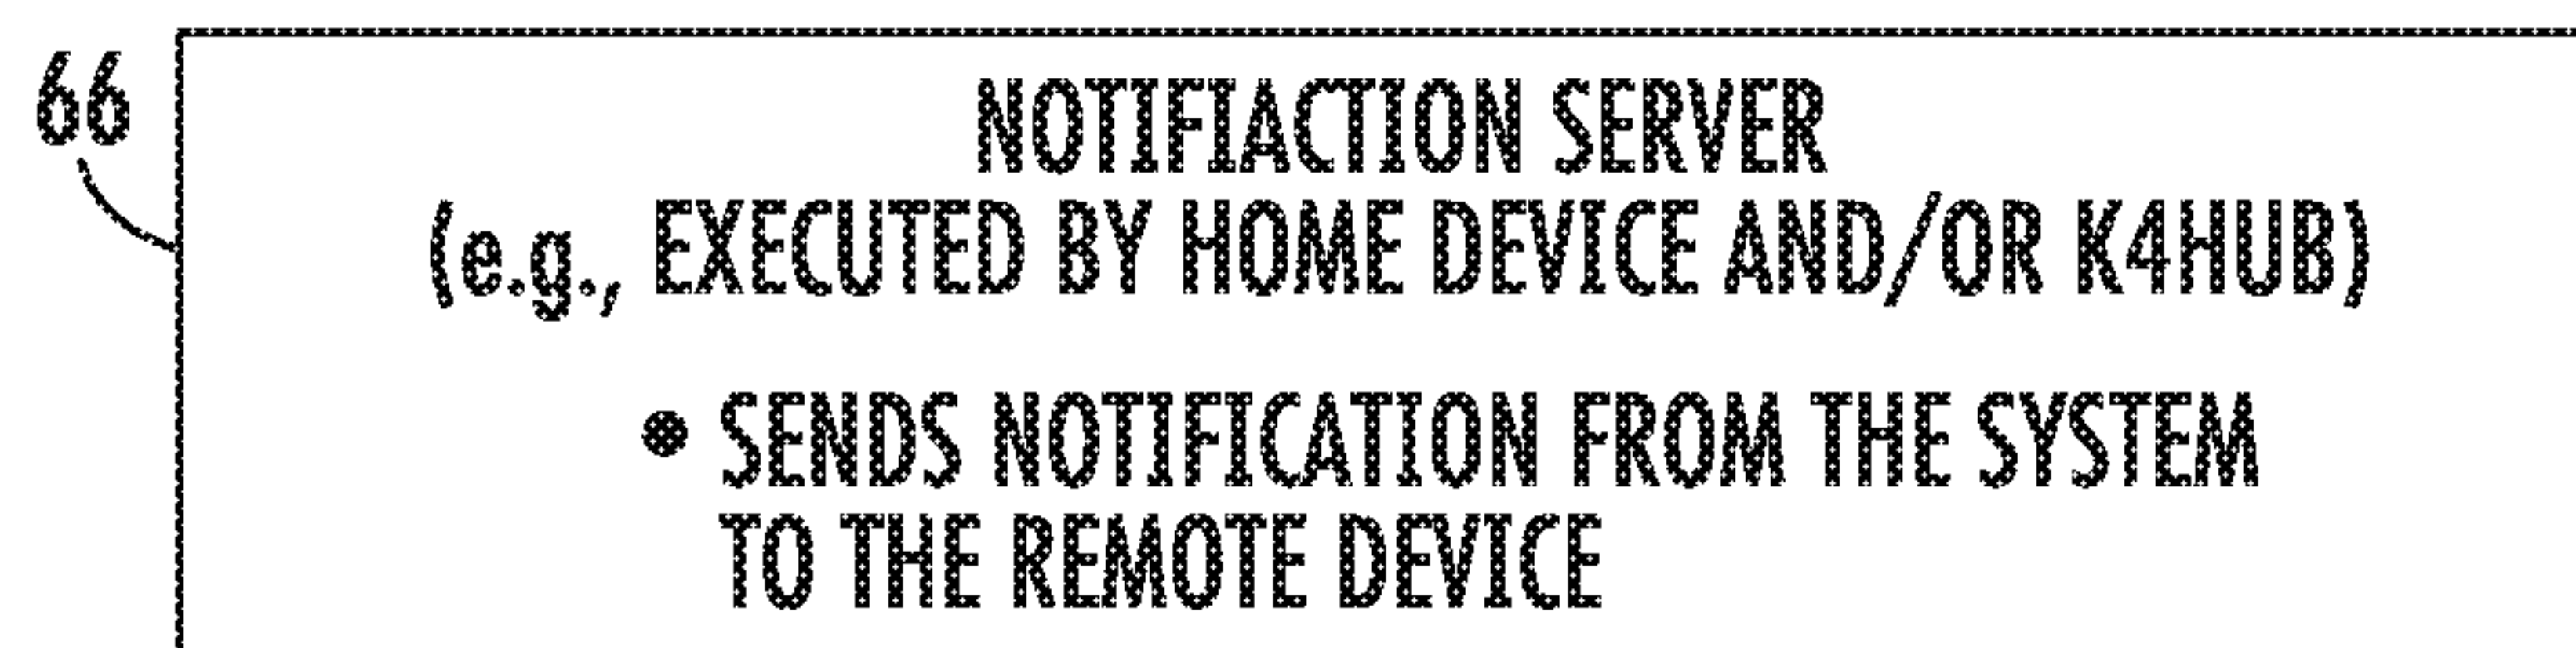 66
NOTIFIACTION SERVER
(e.g., EXECUTED BY HOME DEVICE AND/OR K4HUB)
• SENDS NOTIFICATION FROM THE SYSTEM
TO THE REMOTE DEVICE